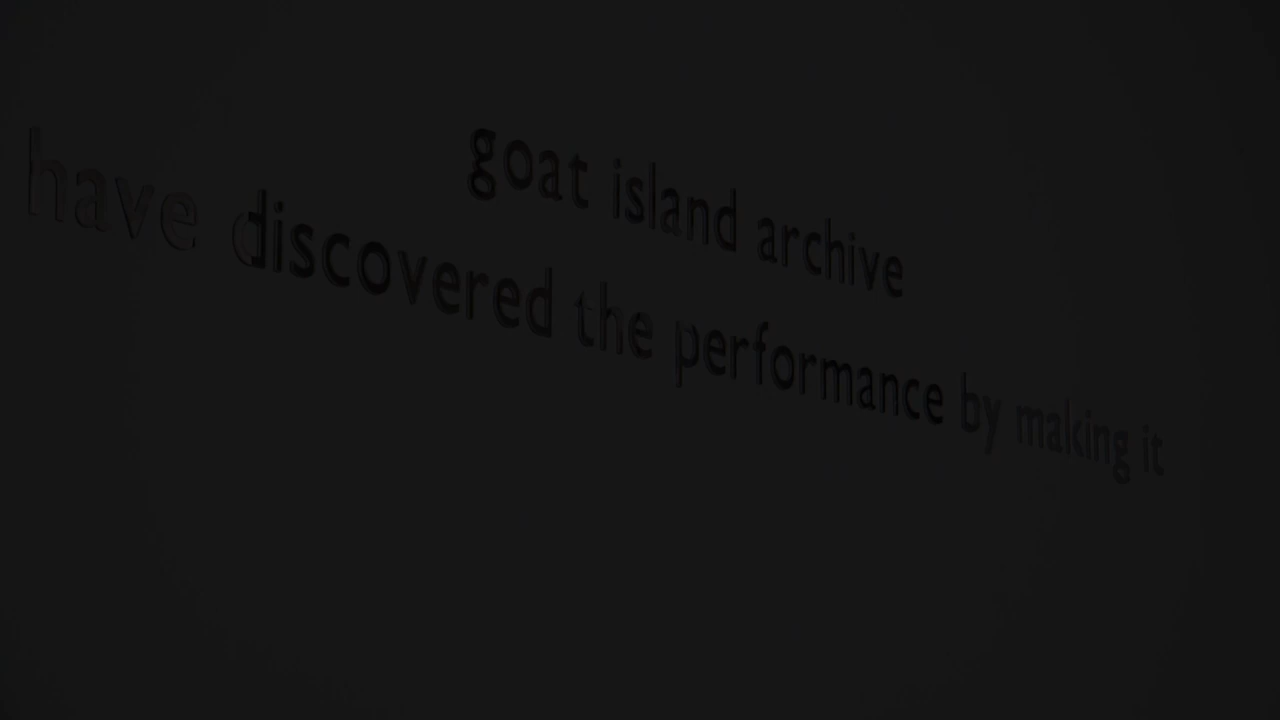 goat island archive
have discovered the performance by making it